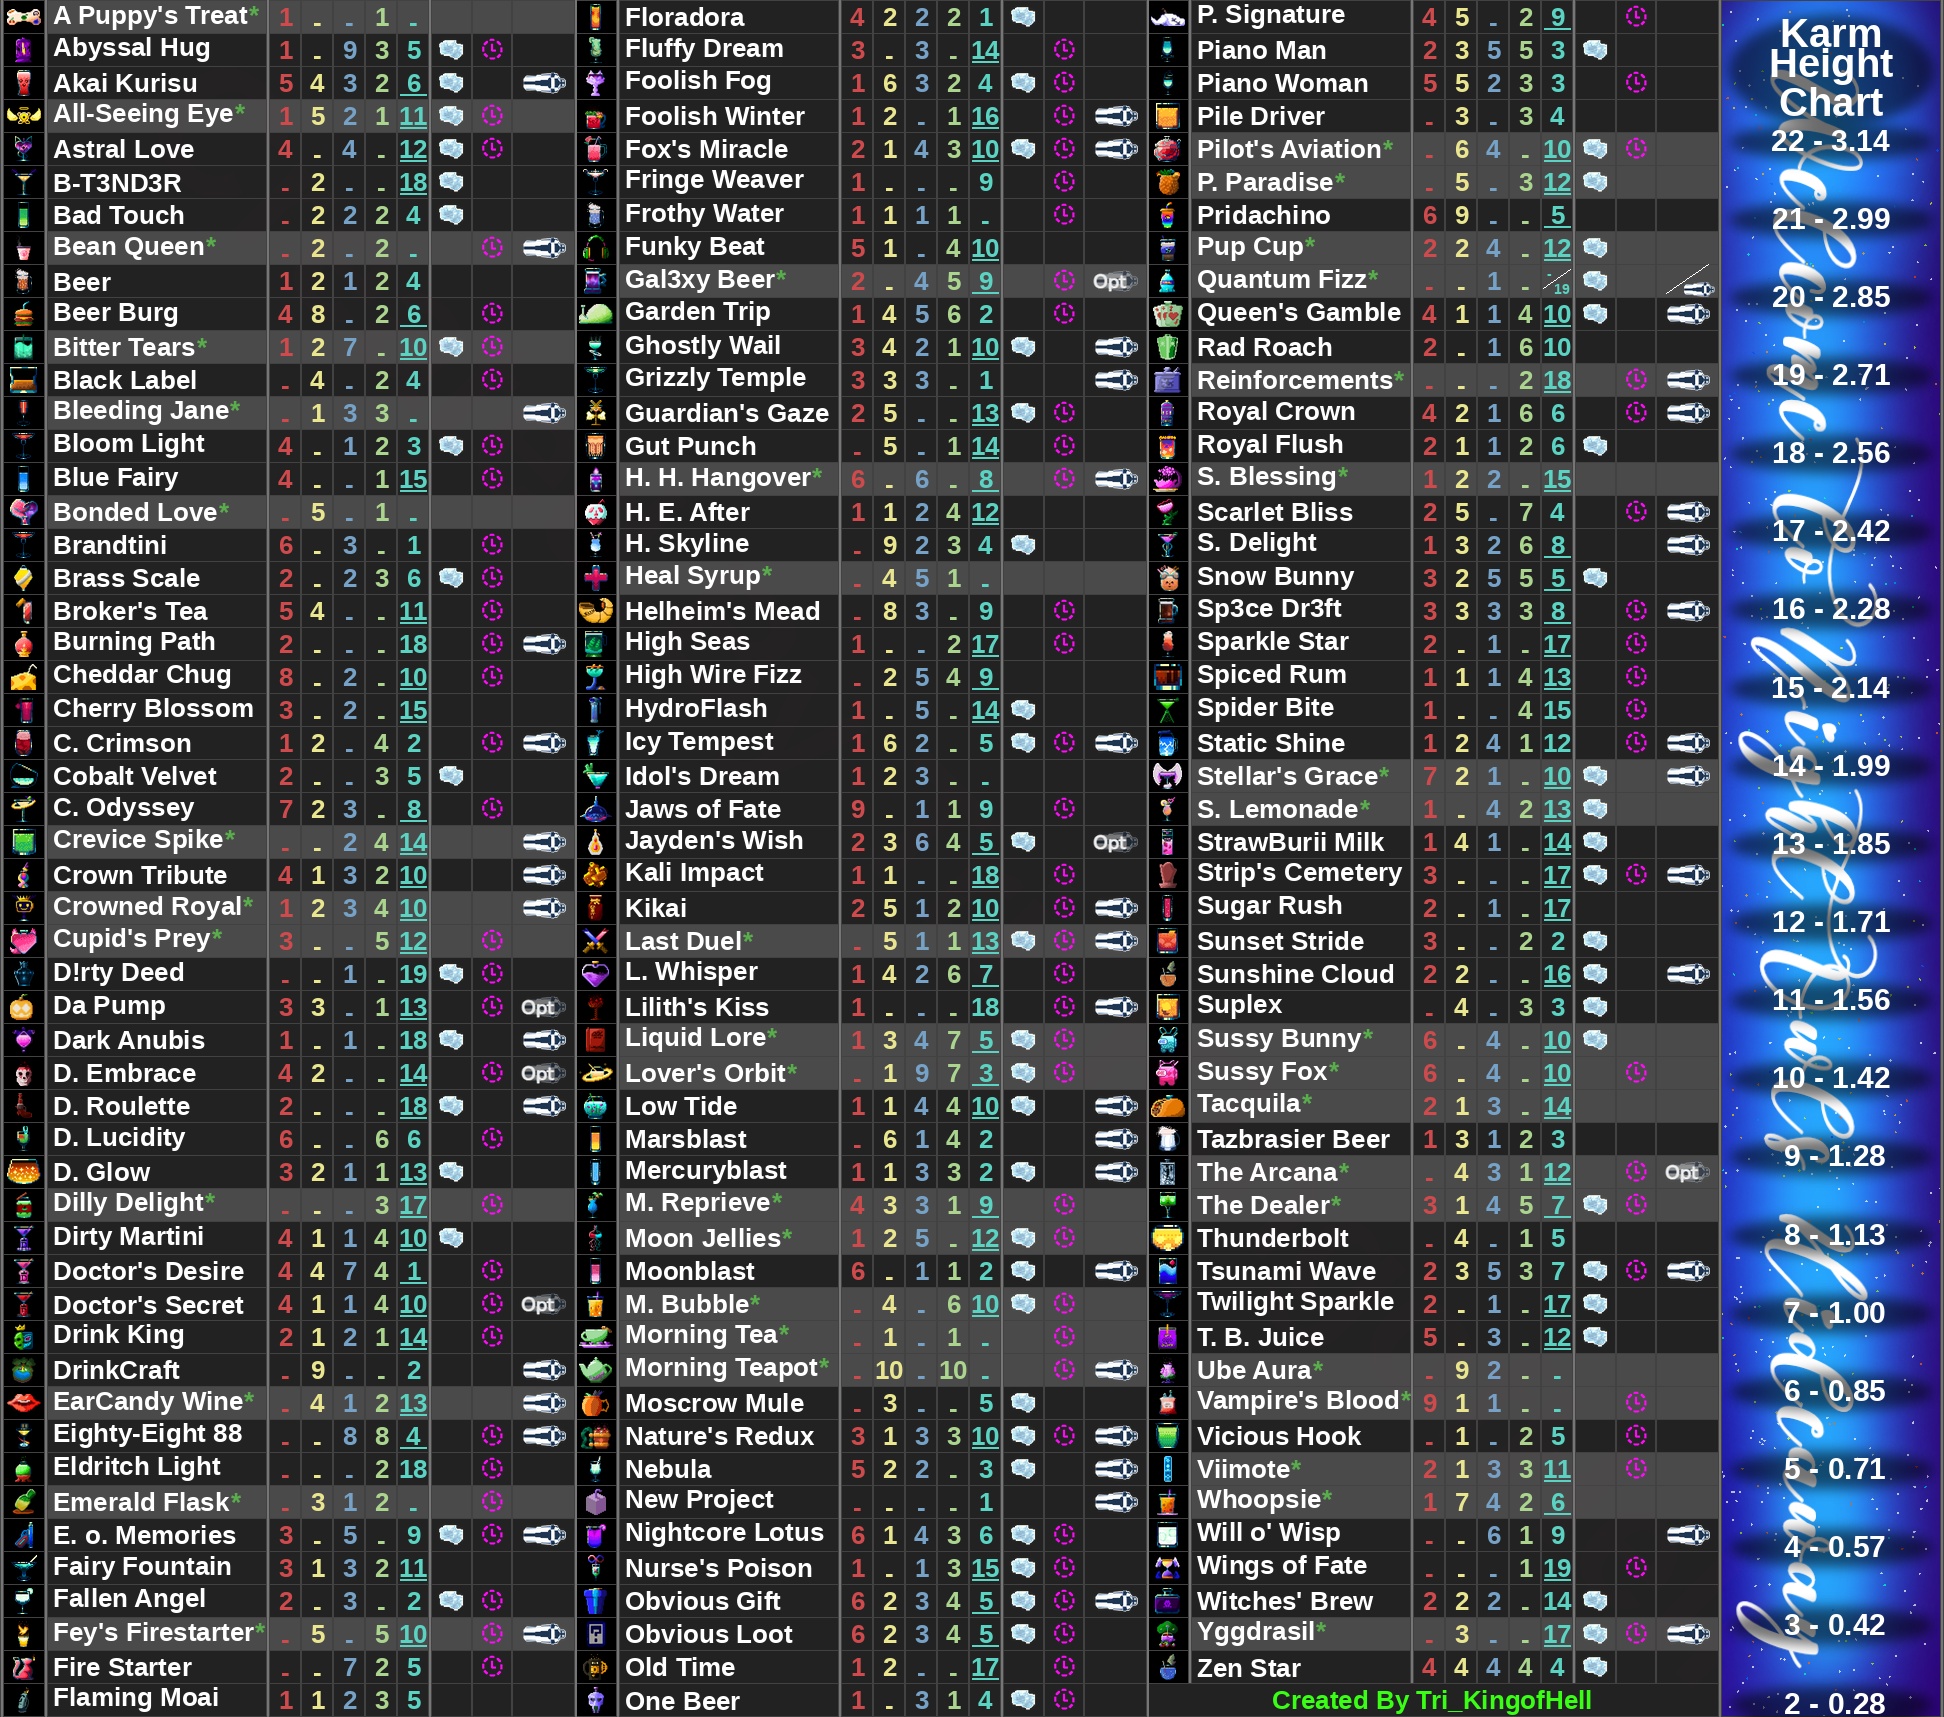 A Puppy's Treat* 1 - - 1 -
Abyssal Hug 1 - 9 3 5
Akai Kurisu 5 4 3 2 6
All-Seeing Eye* 1 5 2 1 11
Astral Love 4 - 4 - 12
B-T3ND3R - 2 - - 18
Bad Touch - 2 2 2 4
Bean Queen* - 2 - 2 -
Beer 1 2 1 2 4
Beer Burg 4 8 - 2 6
Bitter Tears* 1 2 7 - 10
Black Label - 4 - 2 4
Bleeding Jane* - 1 3 3 -
Bloom Light 4 - 1 2 3
Blue Fairy 4 - - 1 15
Bonded Love* - 5 - 1 -
Brandtini 6 - 3 - 1
Brass Scale 2 - 2 3 6
Broker's Tea 5 4 - - 11
Burning Path 2 - - - 18
Cheddar Chug 8 - 2 - 10
Cherry Blossom 3 - 2 - 15
C. Crimson 1 2 - 4 2
Cobalt Velvet 2 - - 3 5
C. Odyssey 7 2 3 - 8
Crevice Spike* - - 2 4 14
Crown Tribute 4 1 3 2 10
Crowned Royal* 1 2 3 4 10
Cupid's Prey* 3 - - 5 12
D!rty Deed - - 1 - 19
Da Pump 3 3 - 1 13 Opt
Dark Anubis 1 - 1 - 18
D. Embrace 4 2 - - 14 Opt
D. Roulette 2 - - - 18
D. Lucidity 6 - - 6 6
D. Glow 3 2 1 1 13
Dilly Delight* - - - 3 17
Dirty Martini 4 1 1 4 10
Doctor's Desire 4 4 7 4 1
Doctor's Secret 4 1 1 4 10 Opt
Drink King 2 1 2 1 14
DrinkCraft - 9 - - 2
EarCandy Wine* - 4 1 2 13
Eighty-Eight 88 - - 8 8 4
Eldritch Light - - - 2 18
Emerald Flask* - 3 1 2 -
E. o. Memories 3 - 5 - 9
Fairy Fountain 3 1 3 2 11
Fallen Angel 2 - 3 - 2
Fey's Firestarter* - 5 - 5 10
Fire Starter - - 7 2 5
Flaming Moai 1 1 2 3 5
Floradora 4 2 2 2 1
Fluffy Dream 3 - 3 - 14
Foolish Fog 1 6 3 2 4
Foolish Winter 1 2 - 1 16
Fox's Miracle 2 1 4 3 10
Fringe Weaver 1 - - - 9
Frothy Water 1 1 1 1 -
Funky Beat 5 1 - 4 10
Gal3xy Beer* 2 - 4 5 9 Opt
Garden Trip 1 4 5 6 2
Ghostly Wail 3 4 2 1 10
Grizzly Temple 3 3 3 - 1
Guardian's Gaze 2 5 - - 13
Gut Punch - 5 - 1 14
H. H. Hangover* 6 - 6 - 8
H. E. After 1 1 2 4 12
H. Skyline - 9 2 3 4
Heal Syrup* - 4 5 1 -
Helheim's Mead - 8 3 - 9
High Seas 1 - - 2 17
High Wire Fizz - 2 5 4 9
HydroFlash 1 - 5 - 14
Icy Tempest 1 6 2 - 5
Idol's Dream 1 2 3 - -
Jaws of Fate 9 - 1 1 9
Jayden's Wish 2 3 6 4 5 Opt
Kali Impact 1 1 - - 18
Kikai 2 5 1 2 10
Last Duel* - 5 1 1 13
L. Whisper 1 4 2 6 7
Lilith's Kiss 1 - - - 18
Liquid Lore* 1 3 4 7 5
Lover's Orbit* - 1 9 7 3
Low Tide 1 1 4 4 10
Marsblast - 6 1 4 2
Mercuryblast 1 1 3 3 2
M. Reprieve* 4 3 3 1 9
Moon Jellies* 1 2 5 - 12
Moonblast 6 - 1 1 2
M. Bubble* - 4 - 6 10
Morning Tea* - 1 - 1 -
Morning Teapot* - 10 - 10 -
Moscrow Mule - 3 - - 5
Nature's Redux 3 1 3 3 10
Nebula 5 2 2 - 3
New Project - - - - 1
Nightcore Lotus 6 1 4 3 6
Nurse's Poison 1 - 1 3 15
Obvious Gift 6 2 3 4 5
Obvious Loot 6 2 3 4 5
Old Time 1 2 - - 17
One Beer 1 - 3 1 4
P. Signature 4 5 - 2 9
Piano Man 2 3 5 5 3
Piano Woman 5 5 2 3 3
Pile Driver - 3 - 3 4
Pilot's Aviation* - 6 4 - 10
P. Paradise* - 5 - 3 12
Pridachino 6 9 - - 5
Pup Cup* 2 2 4 - 12
Quantum Fizz* - - 1 - -/19
Queen's Gamble 4 1 1 4 10
Rad Roach 2 - 1 6 10
Reinforcements* - - - 2 18
Royal Crown 4 2 1 6 6
Royal Flush 2 1 1 2 6
S. Blessing* 1 2 2 - 15
Scarlet Bliss 2 5 - 7 4
S. Delight 1 3 2 6 8
Snow Bunny 3 2 5 5 5
Sp3ce Dr3ft 3 3 3 3 8
Sparkle Star 2 - 1 - 17
Spiced Rum 1 1 1 4 13
Spider Bite 1 - - 4 15
Static Shine 1 2 4 1 12
Stellar's Grace* 7 2 1 - 10
S. Lemonade* 1 - 4 2 13
StrawBurii Milk 1 4 1 - 14
Strip's Cemetery 3 - - - 17
Sugar Rush 2 - 1 - 17
Sunset Stride 3 - - 2 2
Sunshine Cloud 2 2 - - 16
Suplex - 4 - 3 3
Sussy Bunny* 6 - 4 - 10
Sussy Fox* 6 - 4 - 10
Tacquila* 2 1 3 - 14
Tazbrasier Beer 1 3 1 2 3
The Arcana* - 4 3 1 12 Opt
The Dealer* 3 1 4 5 7
Thunderbolt - 4 - 1 5
Tsunami Wave 2 3 5 3 7
Twilight Sparkle 2 - 1 - 17
T. B. Juice 5 - 3 - 12
Ube Aura* - 9 2 - -
Vampire's Blood* 9 1 1 - -
Vicious Hook - 1 - 2 5
Viimote* 2 1 3 3 11
Whoopsie* 1 7 4 2 6
Will o' Wisp - - 6 1 9
Wings of Fate - - - 1 19
Witches' Brew 2 2 2 - 14
Yggdrasil* - 3 - - 17
Zen Star 4 4 4 4 4
Created By Tri_KingofHell
Karm
Height
Chart
22 - 3.14
21 - 2.99
20 - 2.85
19 - 2.71
18 - 2.56
17 - 2.42
16 - 2.28
15 - 2.14
14 - 1.99
13 - 1.85
12 - 1.71
11 - 1.56
10 - 1.42
9 - 1.28
8 - 1.13
7 - 1.00
6 - 0.85
5 - 0.71
4 - 0.57
3 - 0.42
2 - 0.28
Welcome To Night Dwells Hideaway